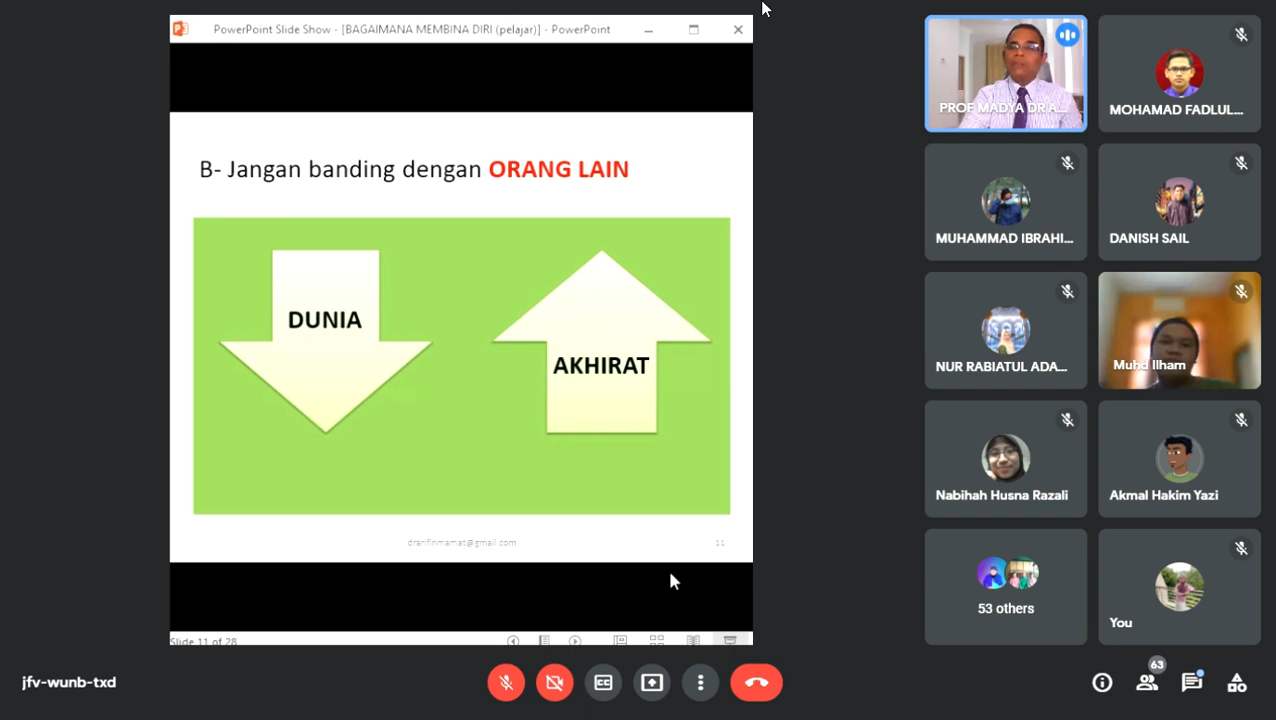 PowerPoint Slide Show - [BAGAIMANA MEMBINA DIRI (pelajar)] - PowerPoint
B- Jangan banding dengan ORANG LAIN
DUNIA
AKHIRAT
drarifinmamat@gmail.com
11
Slide 11 of 28
PROF MADYA DR A...
MOHAMAD FADLUL...
MUHAMMAD IBRAHI...
DANISH SAIL
NUR RABIATUL ADA...
Muhd Ilham
Nabihah Husna Razali
Akmal Hakim Yazi
53 others
You
jfv-wunb-txd
CC
63